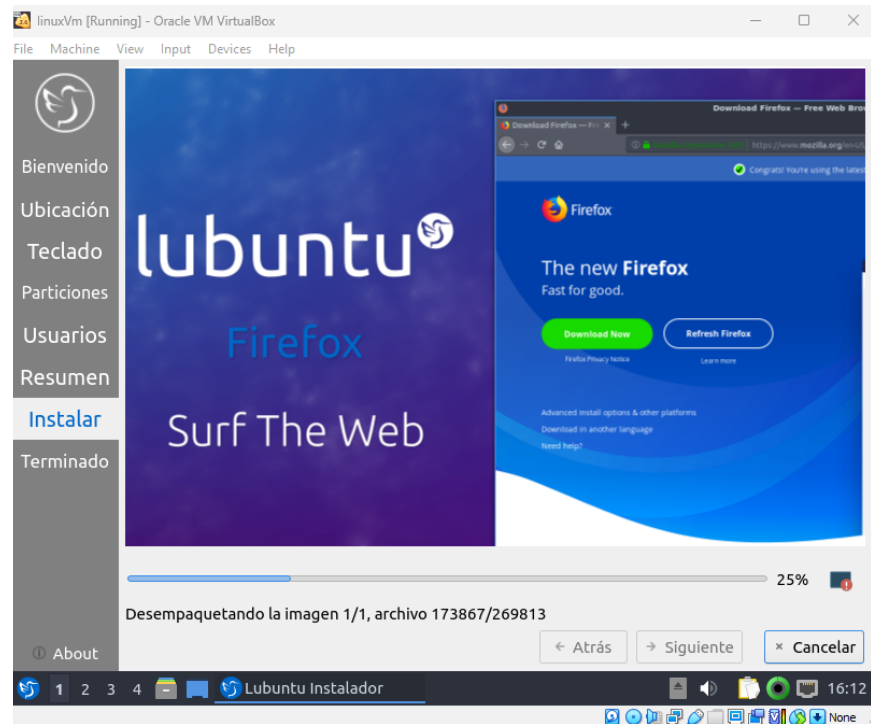 linuxVm [Running] - Oracle VM VirtualBox
File Machine View Input Devices Help
Bienvenido
Ubicación
Teclado
Particiones
Usuarios
Resumen
Instalar
Terminado
About
lubuntu
Firefox
Surf The Web
Download Firefox — Free Web Brow
Download Firefox — Fre
https://www.mozilla.org/en-US
Congrats! You're using the latest
Firefox
The new Firefox
Fast for good.
Download Now
Refresh Firefox
Firefox Privacy Notice
Learn more
Advanced install options & other platforms
Download in another language
Need help?
25%
Desempaquetando la imagen 1/1, archivo 173867/269813
Atrás Siguiente Cancelar
1 2 3 4 Lubuntu Instalador 16:12
None